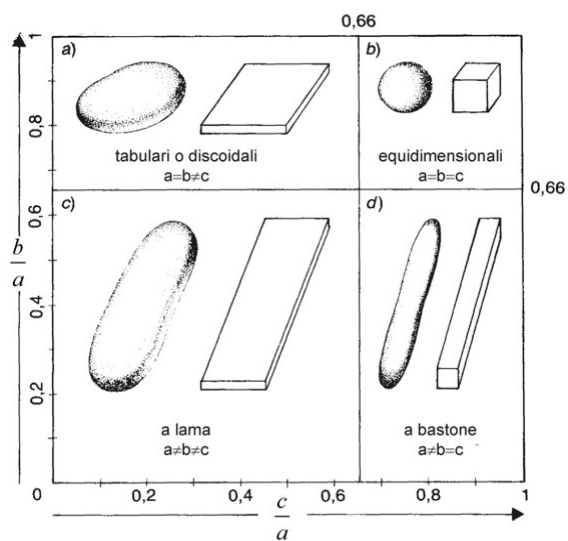 0,66
1
a)
b)
0,8
tabulari o discoidali
a=b≠c
equidimensionali
a=b=c
0,66
0,6
c)
d)
b
a
0,4
0,2
a lama
a≠b≠c
a bastone
a≠b=c
0
0,2
0,4
0,6
0,8
1
c
a